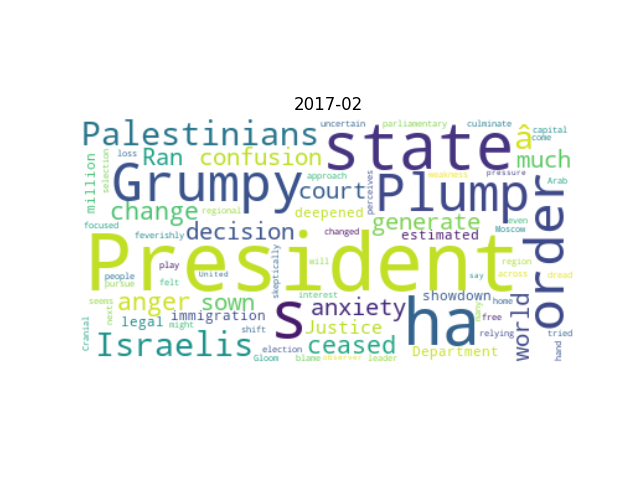 2017-02
uncertain parliamentary culminate
Palestinians state â capital
come
loss Ran confusion much
million selection Grumpy court approach perceives weakness pressure Arab
Plump order
change regional deepened generate even
focused feverishly decision changed estimated Moscow
people play President will region
pursue felt United skeptically say across dread
seems next anger sown interest anxiety showdown home world
Cranial legal immigration s Justice ha many free
might shift relying tried
Israelis election ceased Department hand
Gloom blame observer leader